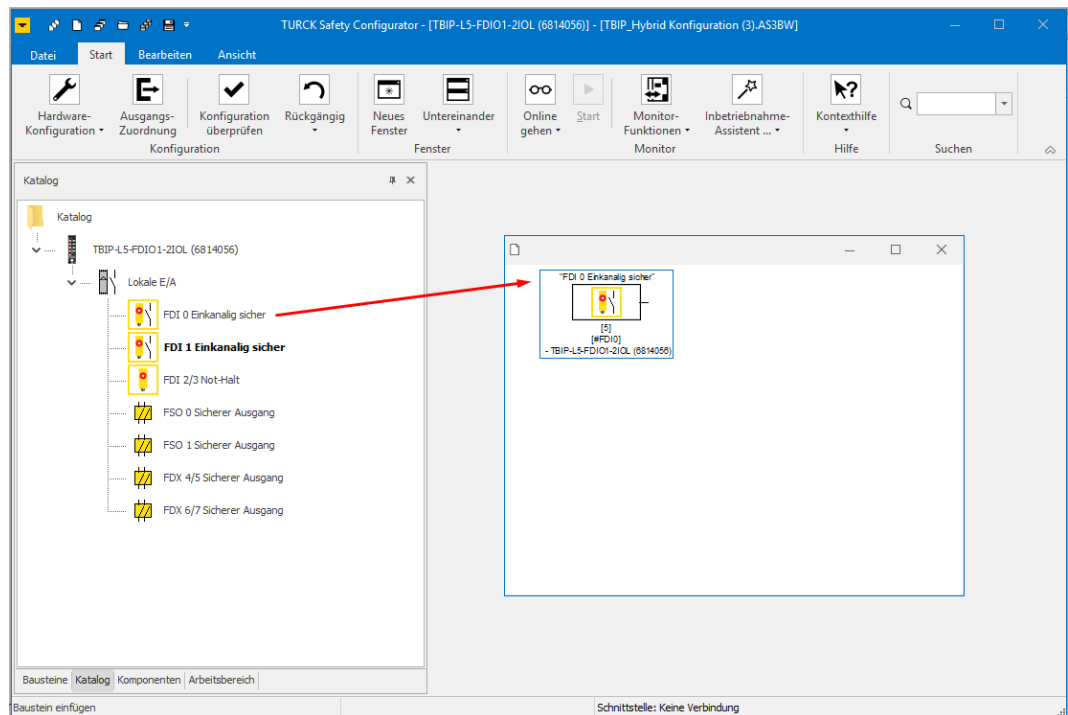 TURCK Safety Configurator - [TBIP-L5-FDIO1-2IOL (6814056)] - [TBIP_Hybrid Konfiguration (3).AS3BW]
Datei Start Bearbeiten Ansicht
Hardware-
Konfiguration
Ausgangs-
Zuordnung
Konfiguration
überprüfen
Rückgängig
Neues
Fenster
Untereinander
Online
gehen
Start
Monitor-
Funktionen
Inbetriebnahme-
Assistent ...
Kontexthilfe
Konfiguration Fenster Monitor Hilfe Suchen
Katalog
Katalog
TBIP-L5-FDIO1-2IOL (6814056)
Lokale E/A
FDI 0 Einkanalig sicher
FDI 1 Einkanalig sicher
FDI 2/3 Not-Halt
FSO 0 Sicherer Ausgang
FSO 1 Sicherer Ausgang
FDX 4/5 Sicherer Ausgang
FDX 6/7 Sicherer Ausgang
"FDI 0 Einkanalig sicher"
[5]
[#FDI0]
- TBIP-L5-FDIO1-2IOL (6814056)
Bausteine Katalog Komponenten Arbeitsbereich
Baustein einfügen
Schnittstelle: Keine Verbindung